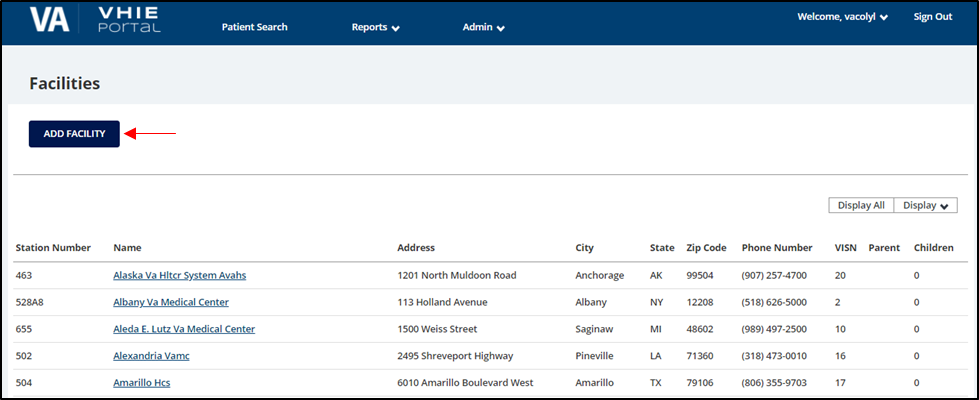 VA VHIE PORTAL Patient Search Reports Admin Welcome, vacolyl Sign Out
Facilities
ADD FACILITY
Display All Display
Station Number Name Address City State Zip Code Phone Number VISN Parent Children
463 Alaska Va Hltcr System Avahs 1201 North Muldoon Road Anchorage AK 99504 (907) 257-4700 20 0
528A8 Albany Va Medical Center 113 Holland Avenue Albany NY 12208 (518) 626-5000 2 0
655 Aleda E. Lutz Va Medical Center 1500 Weiss Street Saginaw MI 48602 (989) 497-2500 10 0
502 Alexandria Vamc 2495 Shreveport Highway Pineville LA 71360 (318) 473-0010 16 0
504 Amarillo Hcs 6010 Amarillo Boulevard West Amarillo TX 79106 (806) 355-9703 17 0